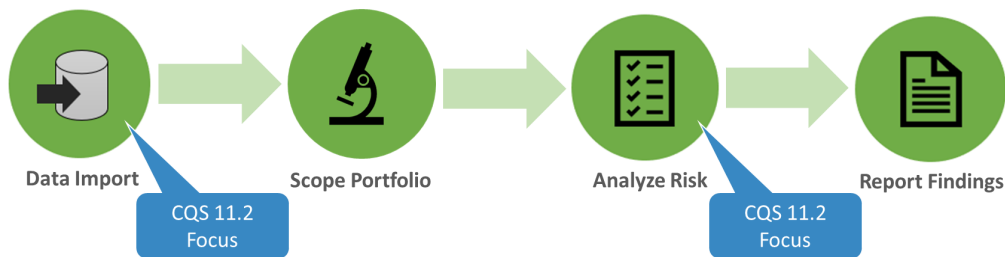 Data Import
Scope Portfolio
Analyze Risk
Report Findings
CQS 11.2
Focus
CQS 11.2
Focus